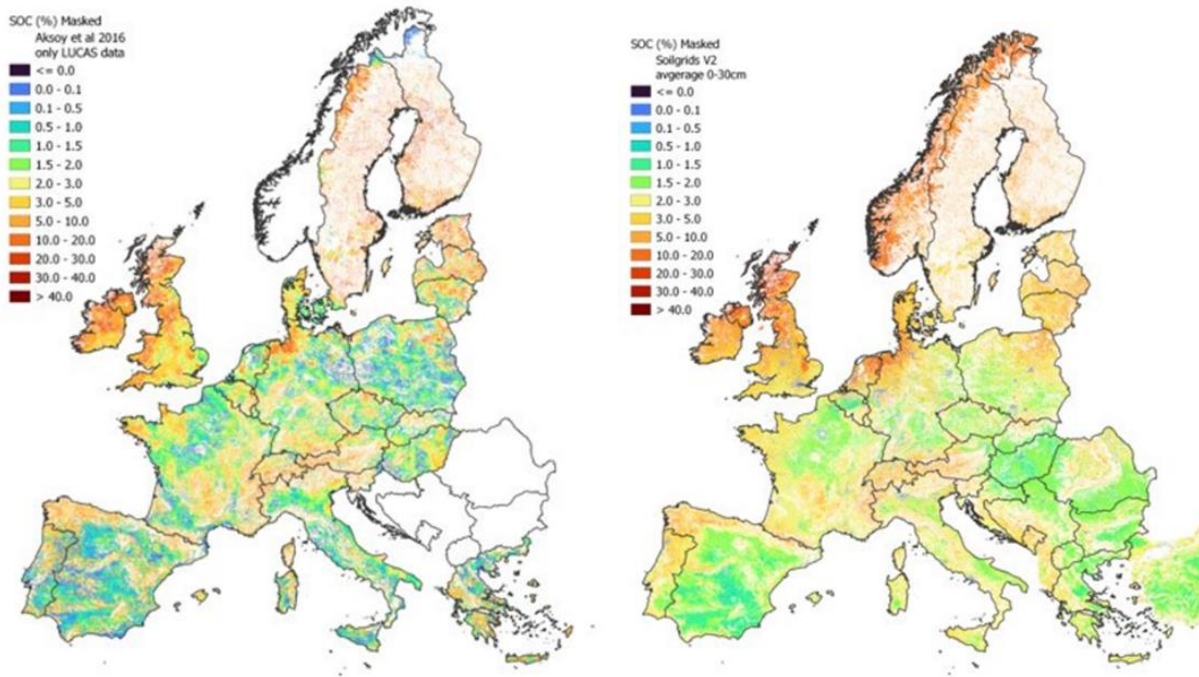 SOC (%) Masked
Aksoy et al 2016
only LUCAS data
<= 0.0
0.0 - 0.1
0.1 - 0.5
0.5 - 1.0
1.0 - 1.5
1.5 - 2.0
2.0 - 3.0
3.0 - 5.0
5.0 - 10.0
10.0 - 20.0
20.0 - 30.0
30.0 - 40.0
> 40.0
SOC (%) Masked
Soilgrids V2
avgerage 0-30cm
<= 0.0
0.0 - 0.1
0.1 - 0.5
0.5 - 1.0
1.0 - 1.5
1.5 - 2.0
2.0 - 3.0
3.0 - 5.0
5.0 - 10.0
10.0 - 20.0
20.0 - 30.0
30.0 - 40.0
> 40.0